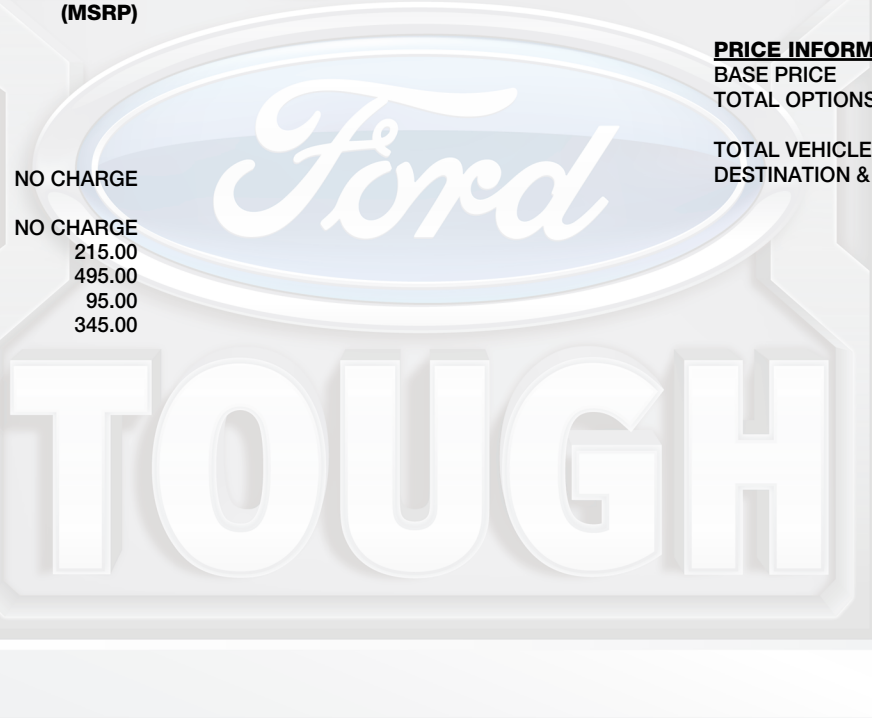 (MSRP)
NO CHARGE
NO CHARGE
215.00
495.00
95.00
345.00
PRICE INFORM
BASE PRICE
TOTAL OPTIONS
TOTAL VEHICLE
DESTINATION &
Ford
TOUGH